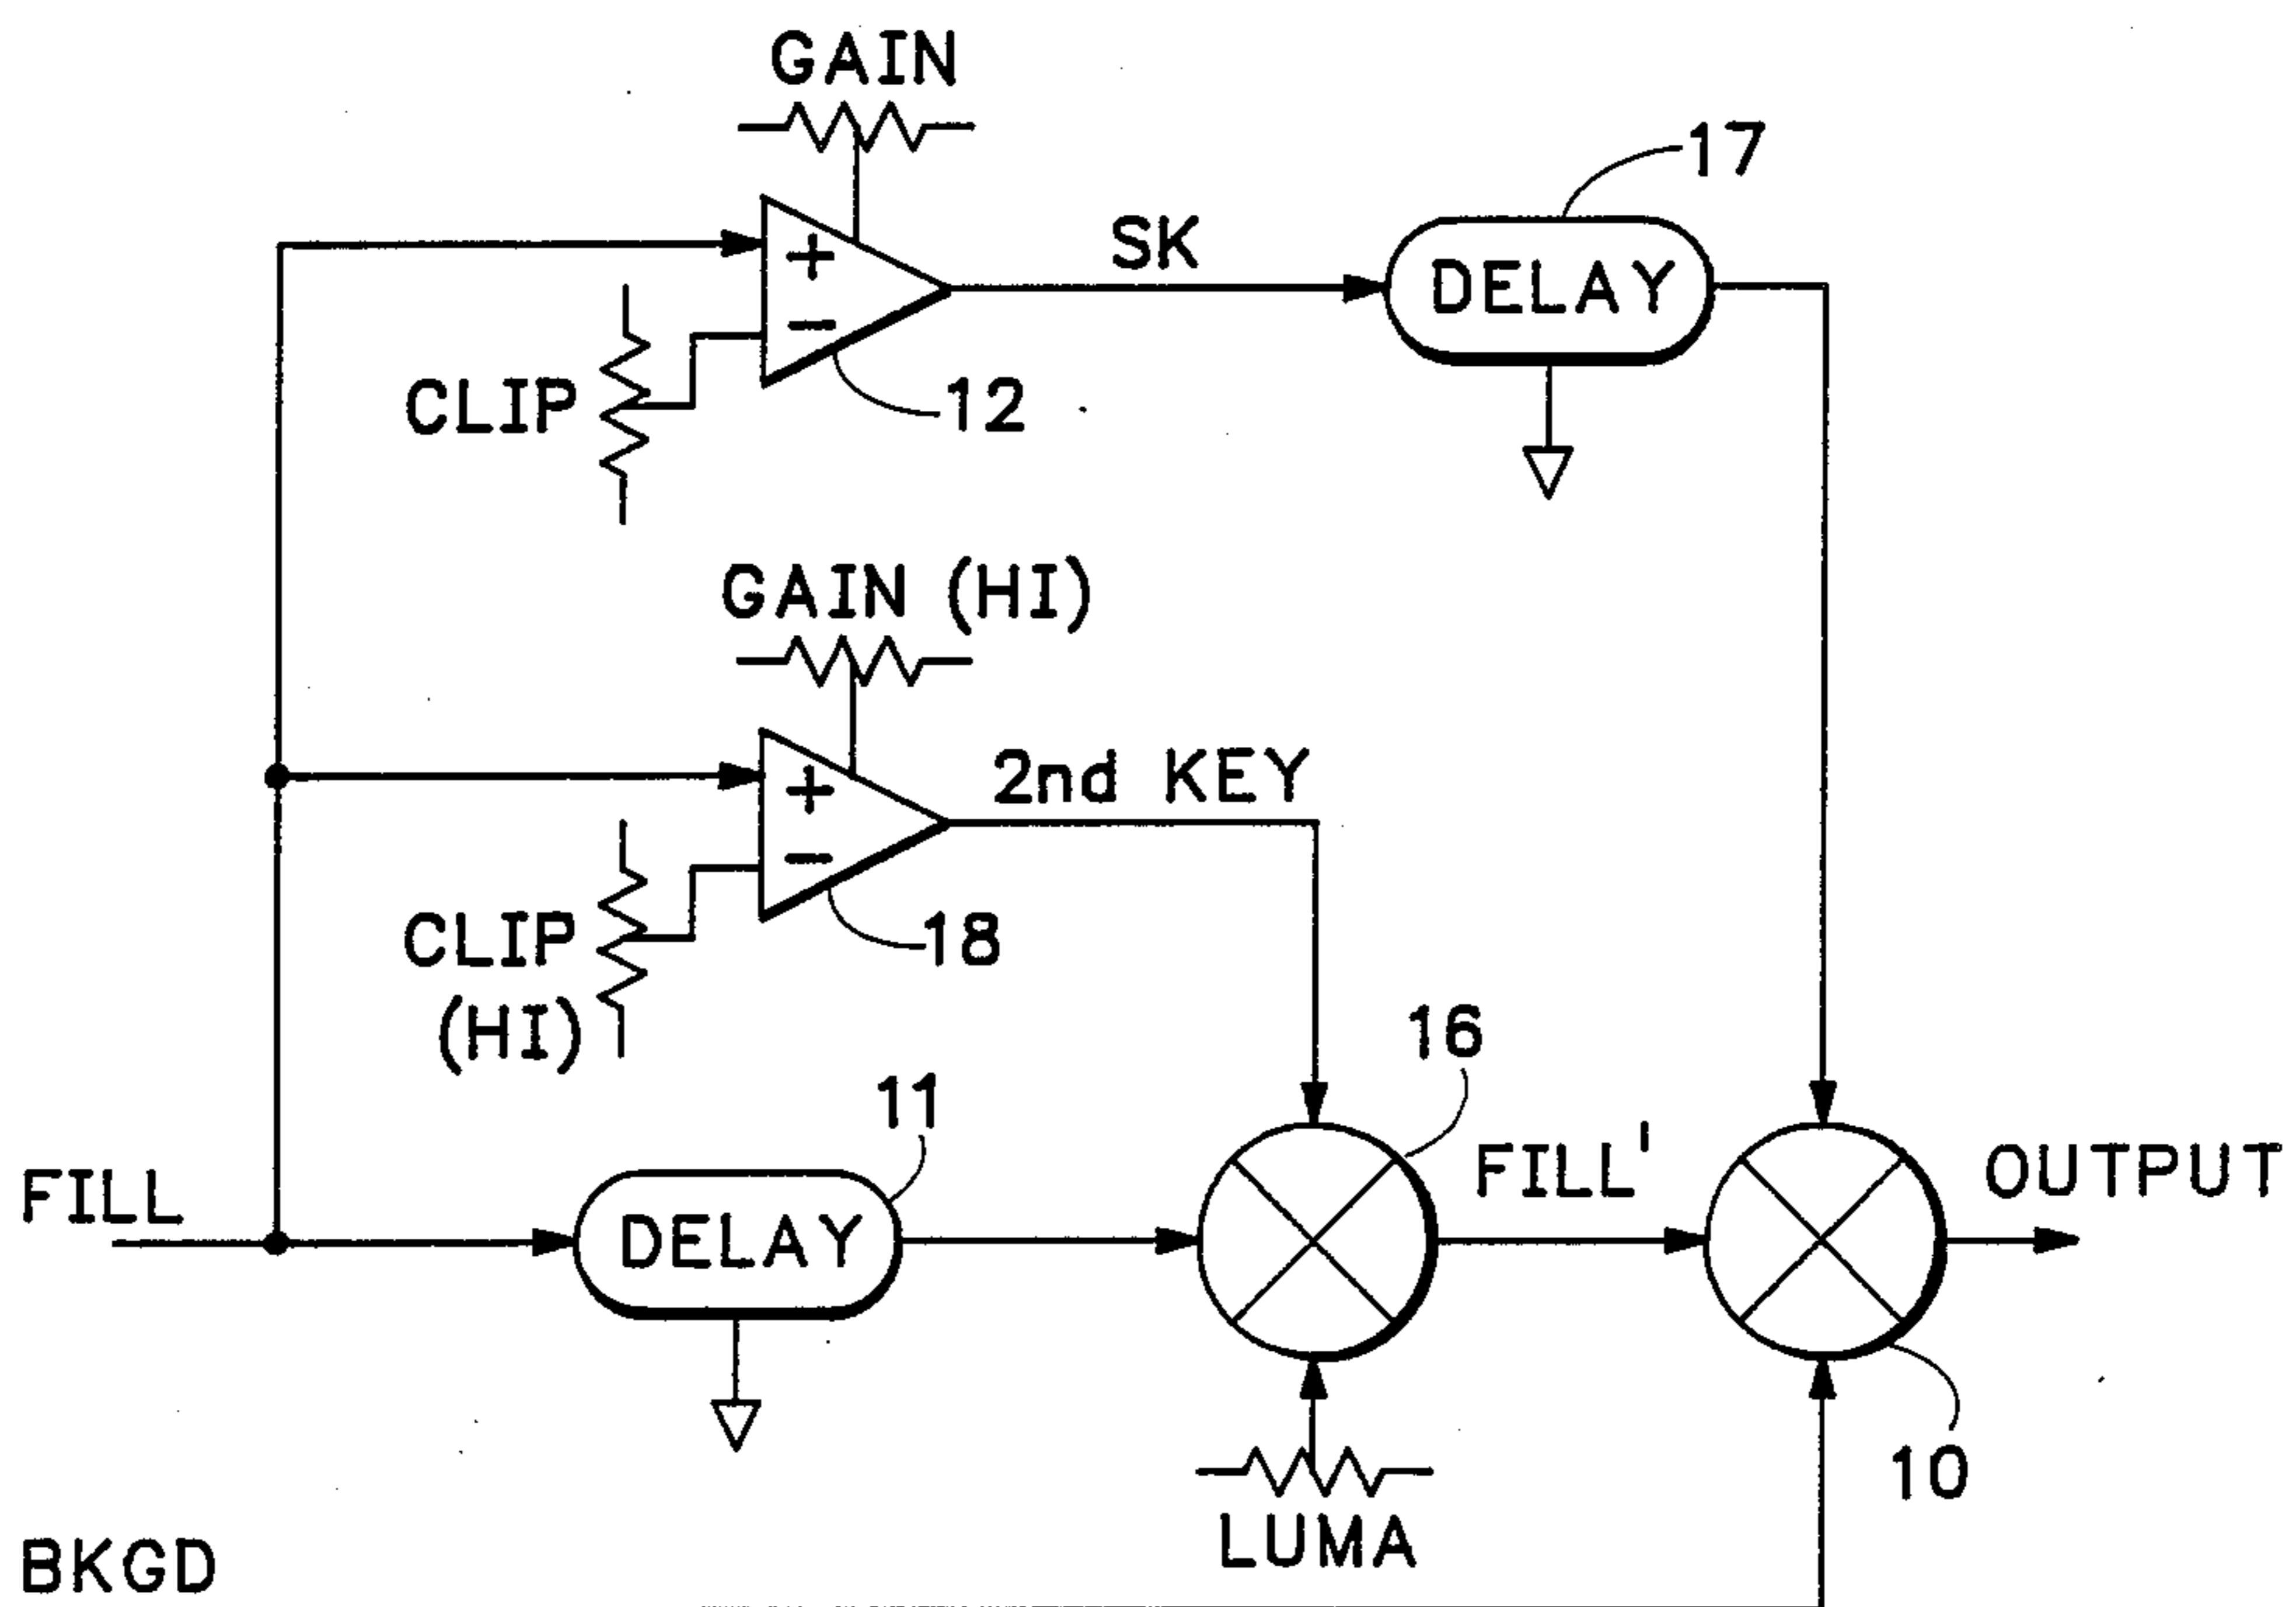 GAIN
17
SK
DELAY
CLIP
12
GAIN (HI)
2nd KEY
CLIP
(HI)
18
16
11
FILL
DELAY
FILL'
OUTPUT
10
LUMA
BKGD
+
−
+
−